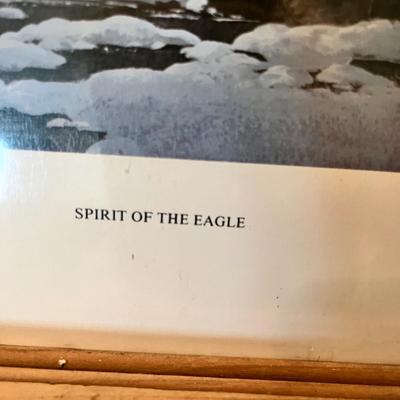 SPIRIT OF THE EAGLE